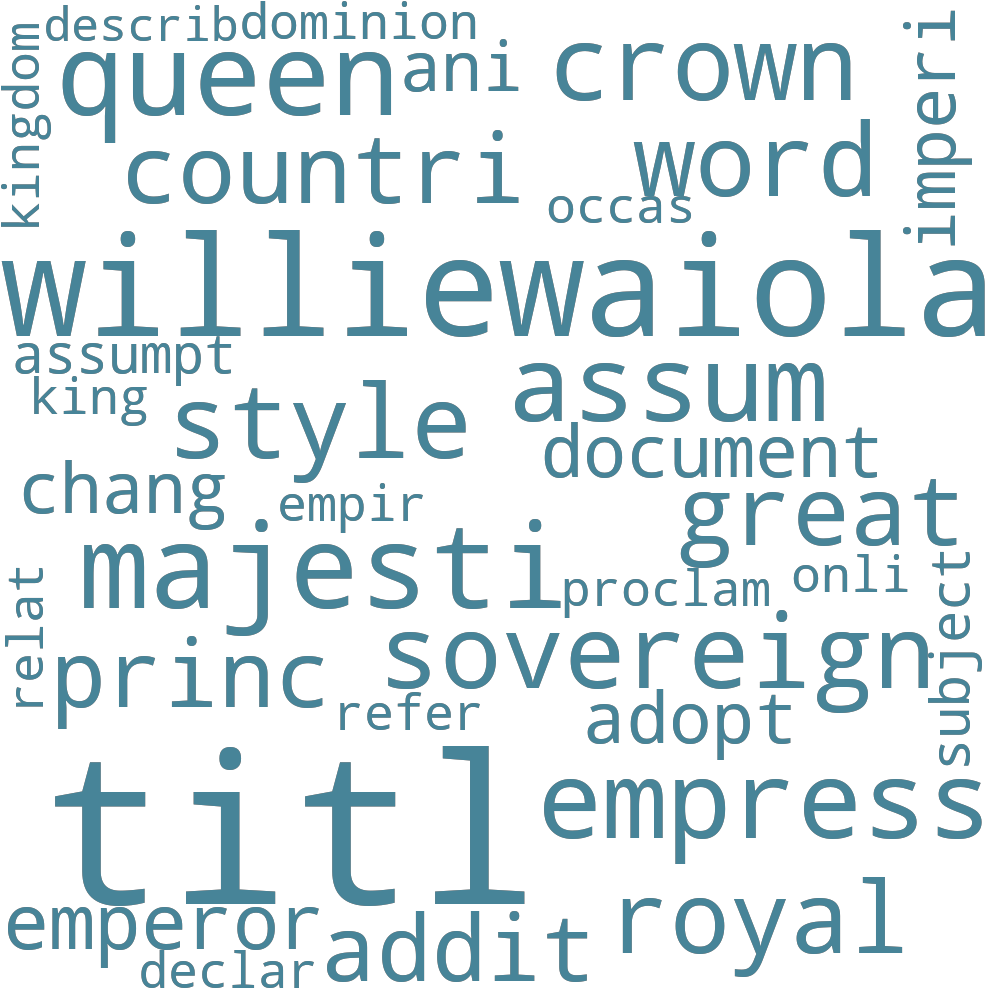 describ dominion
kingdom queen ani crown imperi
countri word
occas
williewaiola
assumpt
king style assum
document
chang empir great
majesti proclam onli
relat princ sovereign subject
refer adopt
titl empress
emperor addit royal
declar